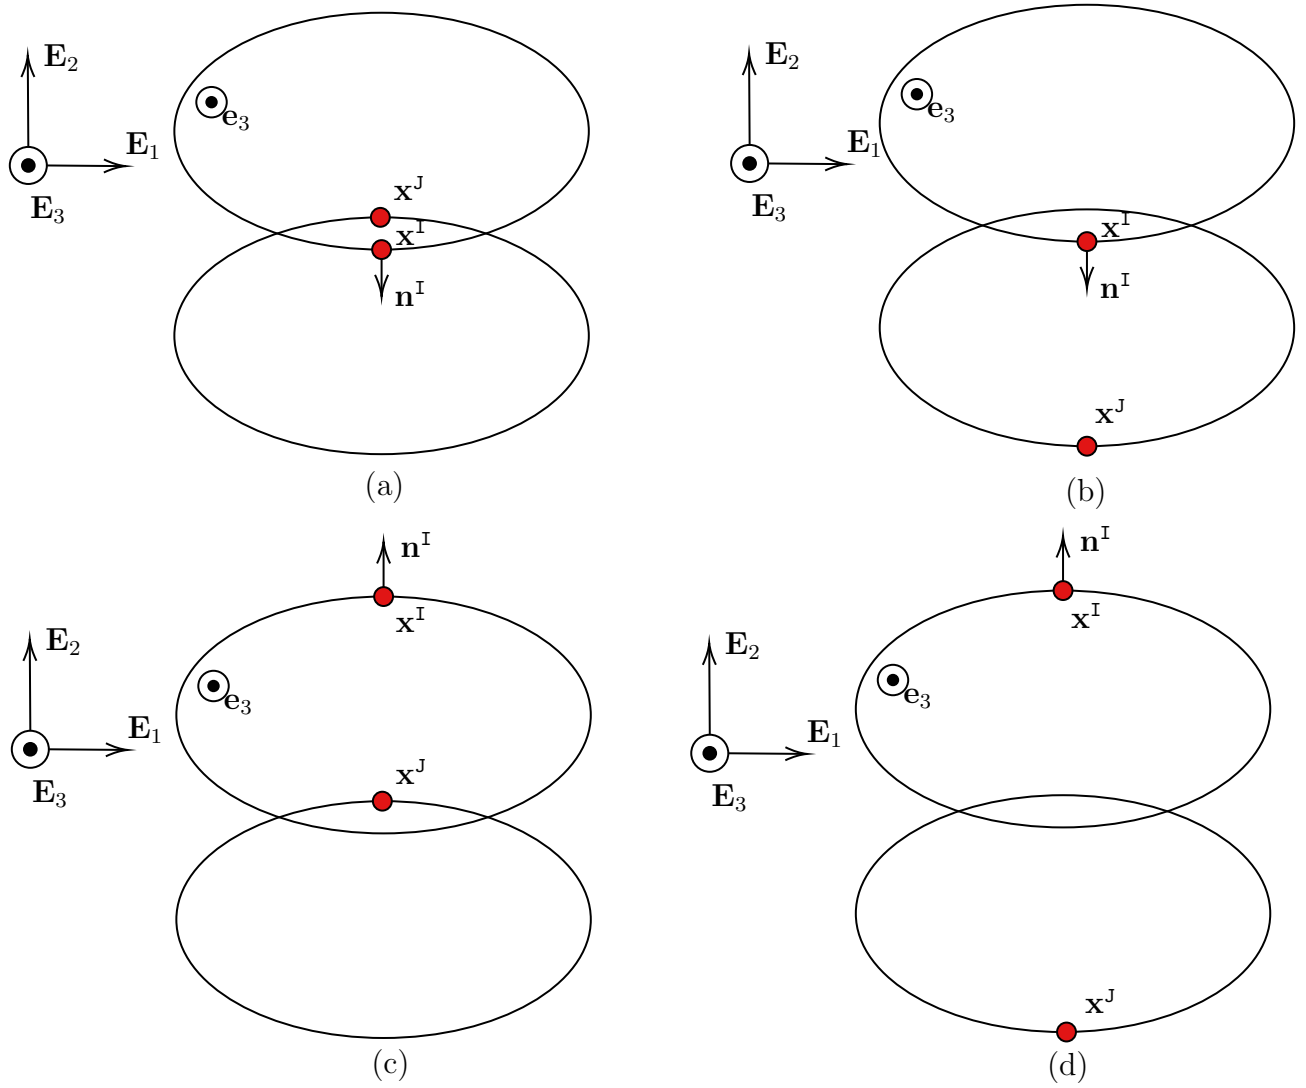 E₂
e₃
E₁
E₃
xᴶ
xᴵ
nᴵ
(a)
E₂
e₃
E₁
E₃
xᴵ
nᴵ
xᴶ
(b)
nᴵ
xᴵ
E₂
e₃
E₁
E₃
xᴶ
(c)
nᴵ
xᴵ
E₂
e₃
E₁
E₃
xᴶ
(d)